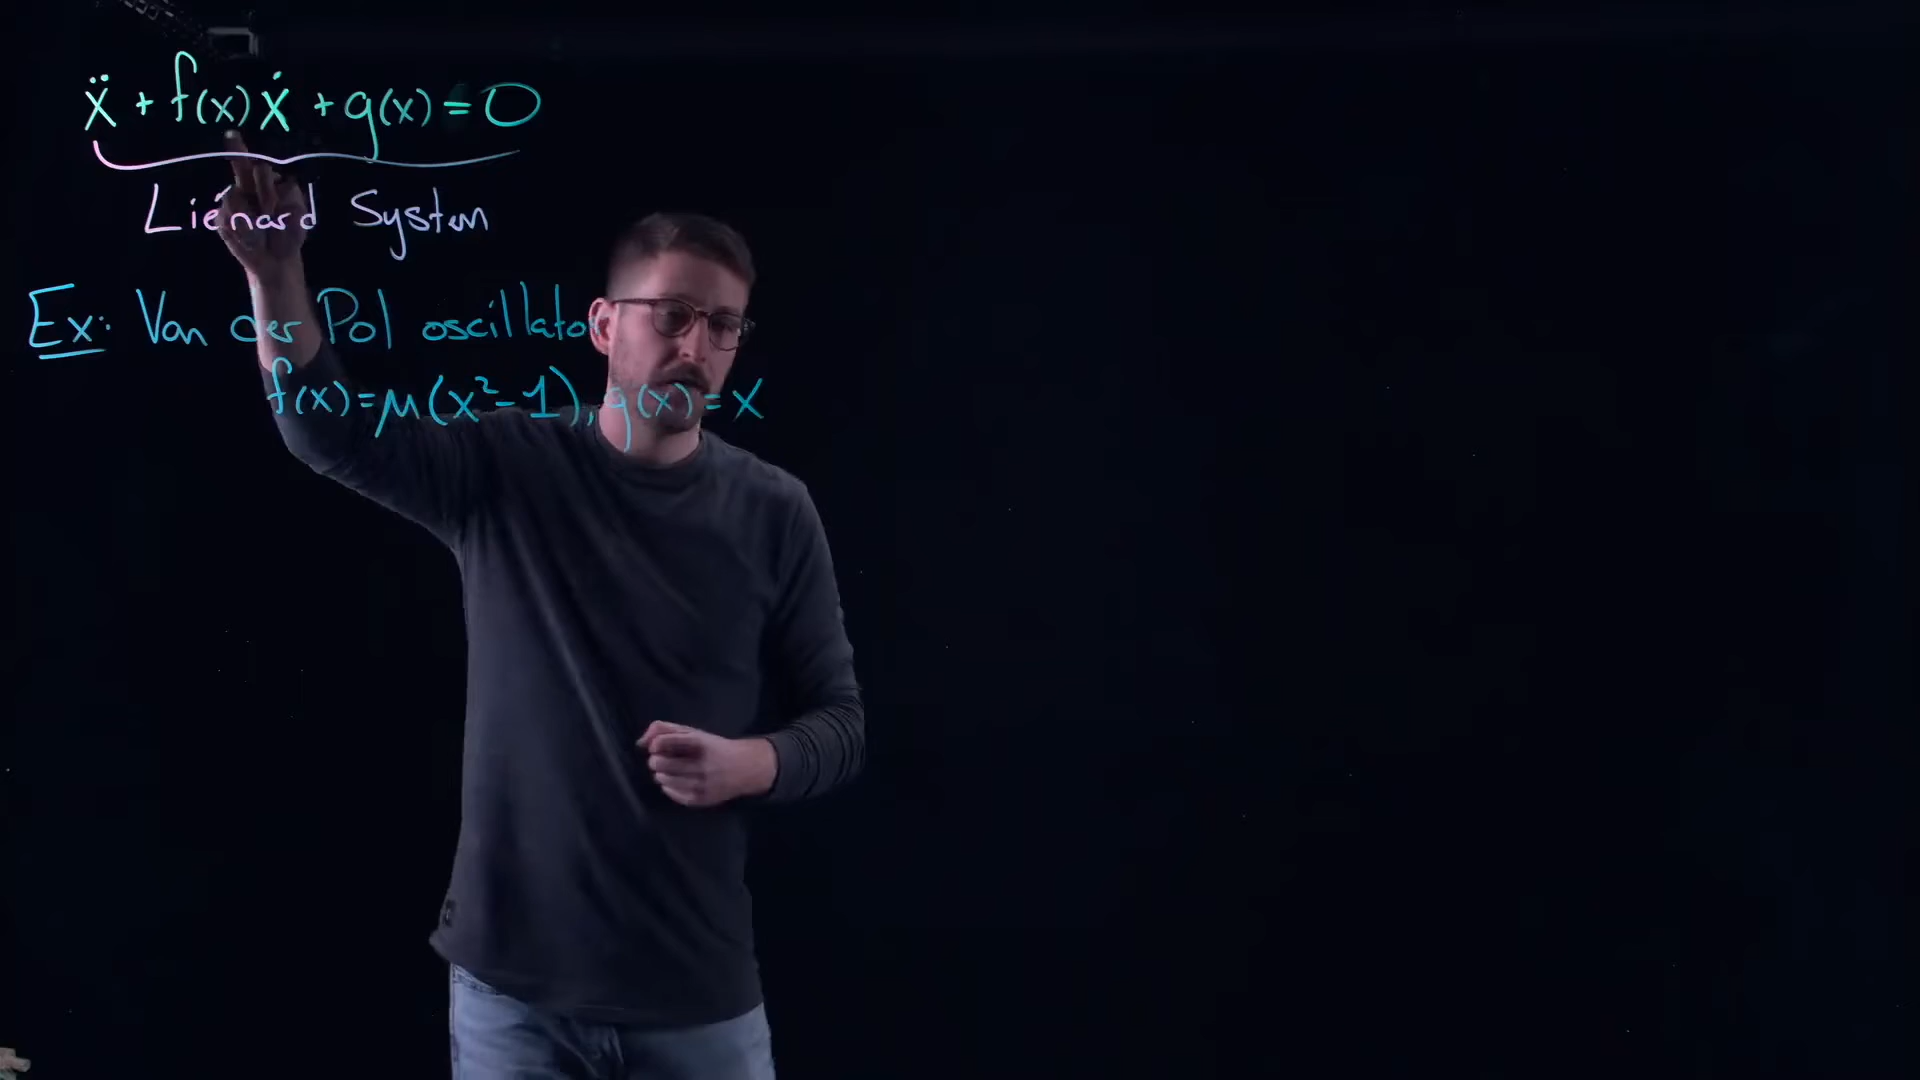 ẍ + f(x)ẋ + g(x) = 0
Liénard System
Ex: Van der Pol oscillator
f(x)=μ(x²-1), g(x)=x